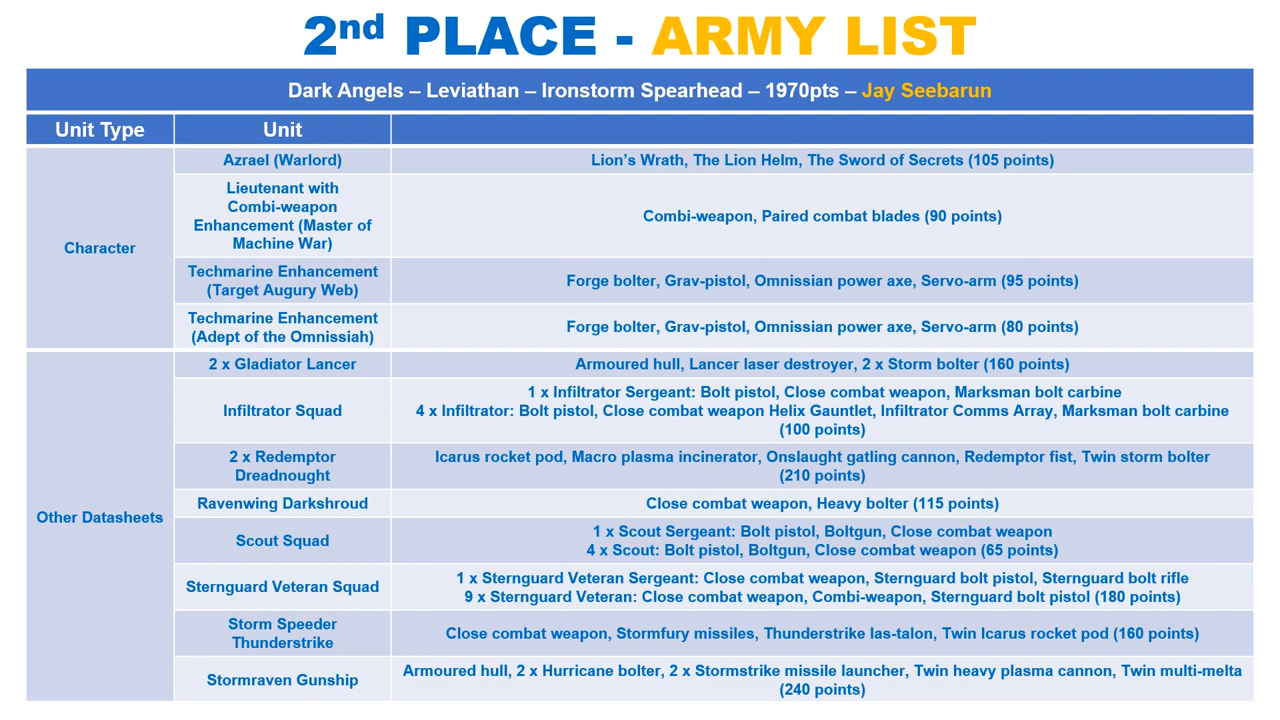 2nd PLACE - ARMY LIST
Dark Angels – Leviathan – Ironstorm Spearhead – 1970pts – Jay Seebarun
Unit Type
Unit
Character
Azrael (Warlord)
Lion's Wrath, The Lion Helm, The Sword of Secrets (105 points)
Lieutenant with
Combi-weapon
Enhancement (Master of
Machine War)
Combi-weapon, Paired combat blades (90 points)
Techmarine Enhancement
(Target Augury Web)
Forge bolter, Grav-pistol, Omnissian power axe, Servo-arm (95 points)
Techmarine Enhancement
(Adept of the Omnissiah)
Forge bolter, Grav-pistol, Omnissian power axe, Servo-arm (80 points)
Other Datasheets
2 x Gladiator Lancer
Armoured hull, Lancer laser destroyer, 2 x Storm bolter (160 points)
Infiltrator Squad
1 x Infiltrator Sergeant: Bolt pistol, Close combat weapon, Marksman bolt carbine
4 x Infiltrator: Bolt pistol, Close combat weapon Helix Gauntlet, Infiltrator Comms Array, Marksman bolt carbine
(100 points)
2 x Redemptor
Dreadnought
Icarus rocket pod, Macro plasma incinerator, Onslaught gatling cannon, Redemptor fist, Twin storm bolter
(210 points)
Ravenwing Darkshroud
Close combat weapon, Heavy bolter (115 points)
Scout Squad
1 x Scout Sergeant: Bolt pistol, Boltgun, Close combat weapon
4 x Scout: Bolt pistol, Boltgun, Close combat weapon (65 points)
Sternguard Veteran Squad
1 x Sternguard Veteran Sergeant: Close combat weapon, Sternguard bolt pistol, Sternguard bolt rifle
9 x Sternguard Veteran: Close combat weapon, Combi-weapon, Sternguard bolt pistol (180 points)
Storm Speeder
Thunderstrike
Close combat weapon, Stormfury missiles, Thunderstrike las-talon, Twin Icarus rocket pod (160 points)
Stormraven Gunship
Armoured hull, 2 x Hurricane bolter, 2 x Stormstrike missile launcher, Twin heavy plasma cannon, Twin multi-melta
(240 points)